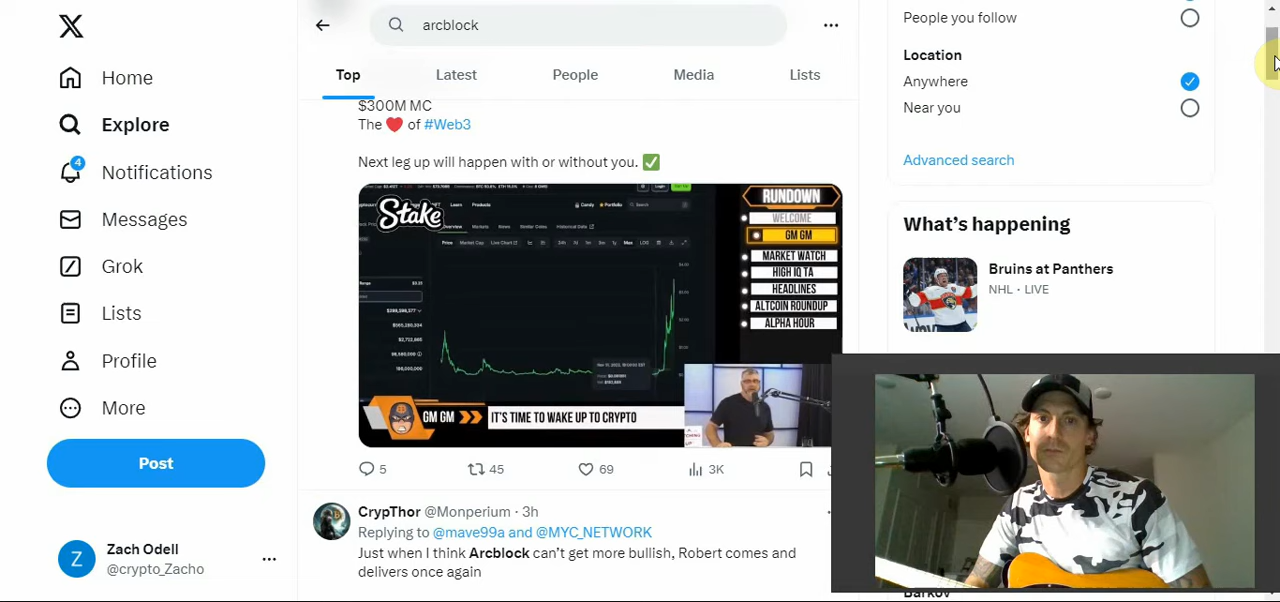 X
Home
Explore
4
Notifications
Messages
Grok
Lists
Profile
More
Post
Zach Odell
@crypto_Zacho
arcblock
Top
Latest
People
Media
Lists
$300M MC
The ❤️ of #Web3
Next leg up will happen with or without you. ✅
Stake
RUNDOWN
WELCOME
GM GM
MARKET WATCH
HIGH IQ TA
HEADLINES
ALTCOIN ROUNDUP
ALPHA HOUR
GM GM
IT'S TIME TO WAKE UP TO CRYPTO
5
45
69
3K
CrypThor @Monperium · 3h
Replying to @mave99a and @MYC_NETWORK
Just when I think Arcblock can't get more bullish, Robert comes and
delivers once again
People you follow
Location
Anywhere
Near you
Advanced search
What's happening
Bruins at Panthers
NHL · LIVE
Barkov